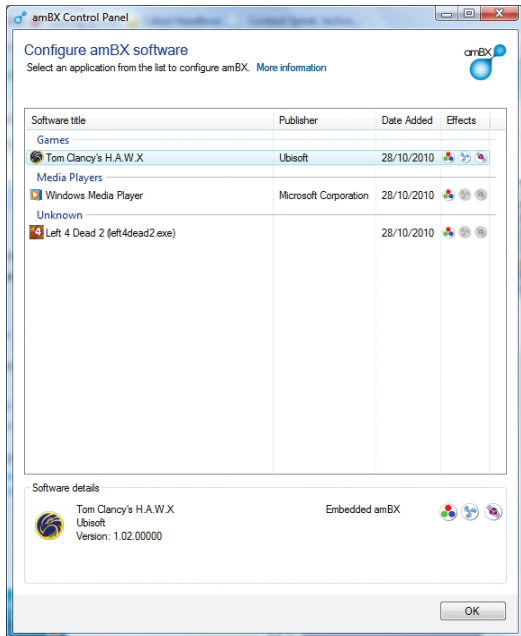 amBX Control Panel
Configure amBX software
Select an application from the list to configure amBX. More information
amBX
Software title Publisher Date Added Effects
Games
Tom Clancy's H.A.W.X Ubisoft 28/10/2010
Media Players
Windows Media Player Microsoft Corporation 28/10/2010
Unknown
Left 4 Dead 2 (left4dead2.exe) 28/10/2010
Software details
Tom Clancy's H.A.W.X Embedded amBX
Ubisoft
Version: 1.02.00000
OK